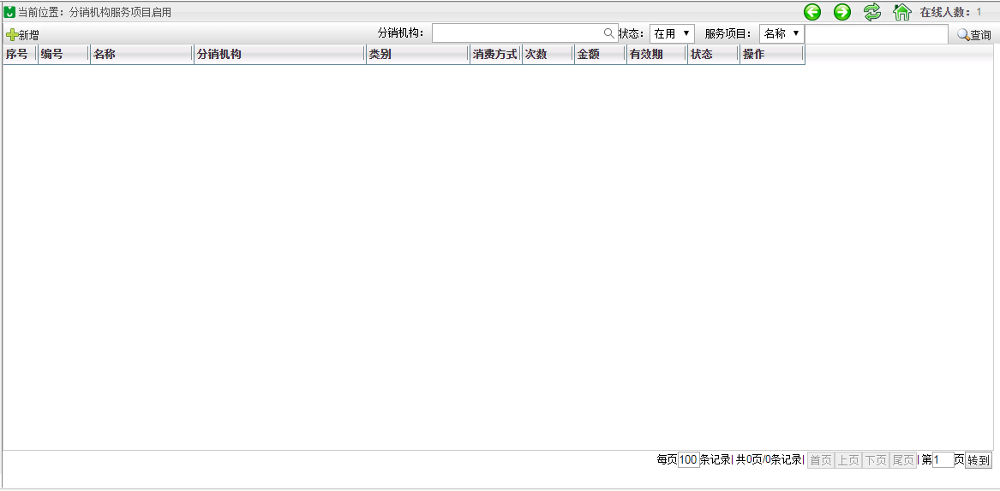 当前位置：分销机构服务项目启用 在线人数：1
新增 分销机构： 状态： 在用 服务项目： 名称 查询
序号 编号 名称 分销机构 类别 消费方式 次数 金额 有效期 状态 操作
每页100条记录| 共0页/0条记录| 首页 上页 下页 尾页 | 第1页 转到